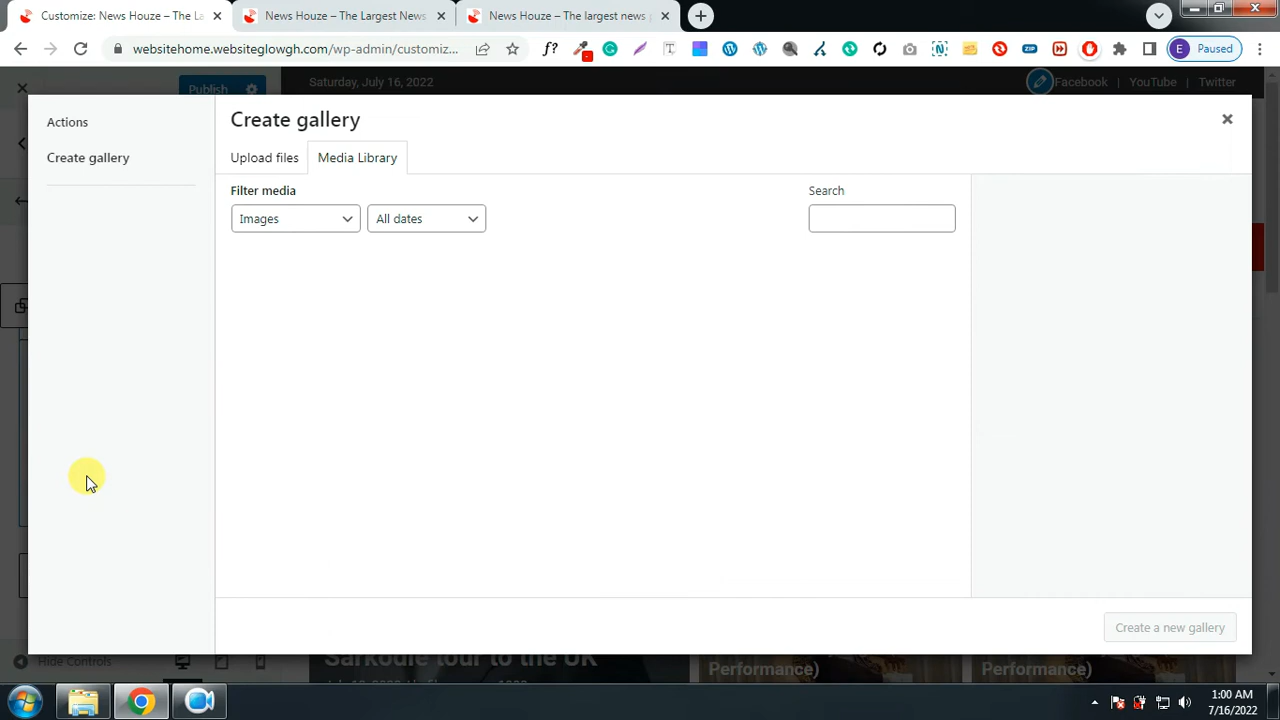 Customize: News Houze – The La
News Houze – The Largest News
News Houze – The largest news
websitehome.websiteglowgh.com/wp-admin/customiz...
f?
ZIP
E Paused
Publish
Saturday, July 16, 2022
Facebook | YouTube | Twitter
Actions
Create gallery
Create gallery
Upload files
Media Library
Filter media
Search
Images
All dates
Create a new gallery
Hide Controls
Sarkodie tour to the UK
Performance)
Performance)
1:00 AM
7/16/2022